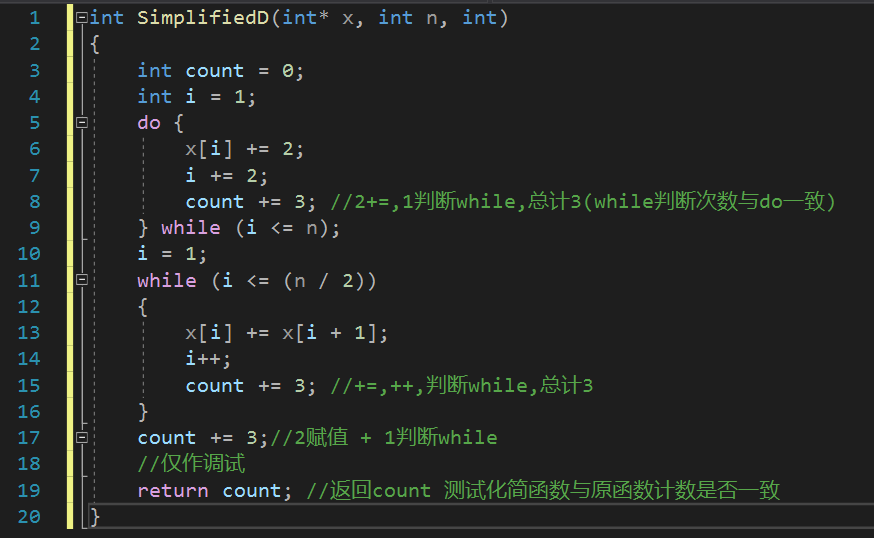 1 int SimplifiedD(int* x, int n, int)
2 {
3 int count = 0;
4 int i = 1;
5 do {
6 x[i] += 2;
7 i += 2;
8 count += 3; //2+=,1判断while,总计3(while判断次数与do一致)
9 } while (i <= n);
10 i = 1;
11 while (i <= (n / 2))
12 {
13 x[i] += x[i + 1];
14 i++;
15 count += 3; //+=,++,判断while,总计3
16 }
17 count += 3;//2赋值 + 1判断while
18 //仅作调试
19 return count; //返回count 测试化简函数与原函数计数是否一致
20 }